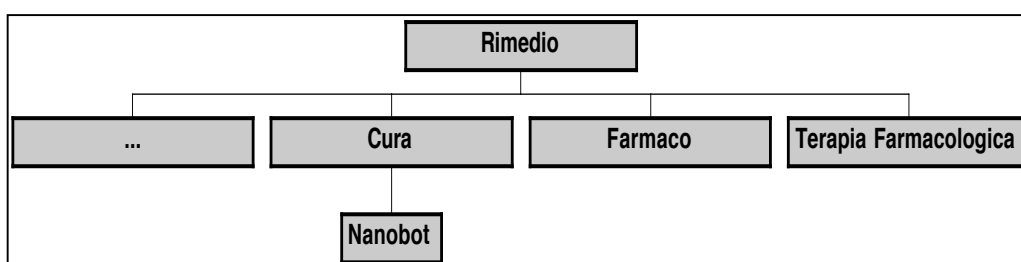 Rimedio
...
Cura
Farmaco
Terapia Farmacologica
Nanobot